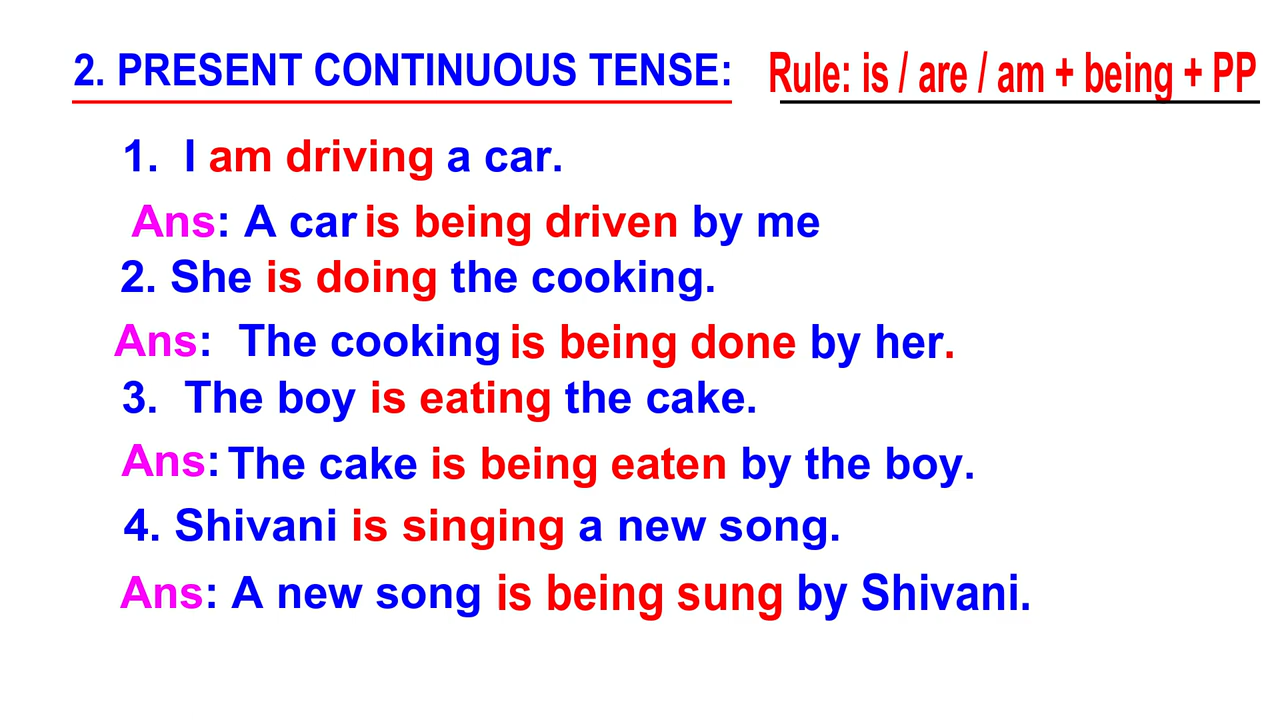 2. PRESENT CONTINUOUS TENSE: Rule: is / are / am + being + PP
1. I am driving a car.
Ans: A car is being driven by me
2. She is doing the cooking.
Ans: The cooking is being done by her.
3. The boy is eating the cake.
Ans: The cake is being eaten by the boy.
4. Shivani is singing a new song.
Ans: A new song is being sung by Shivani.